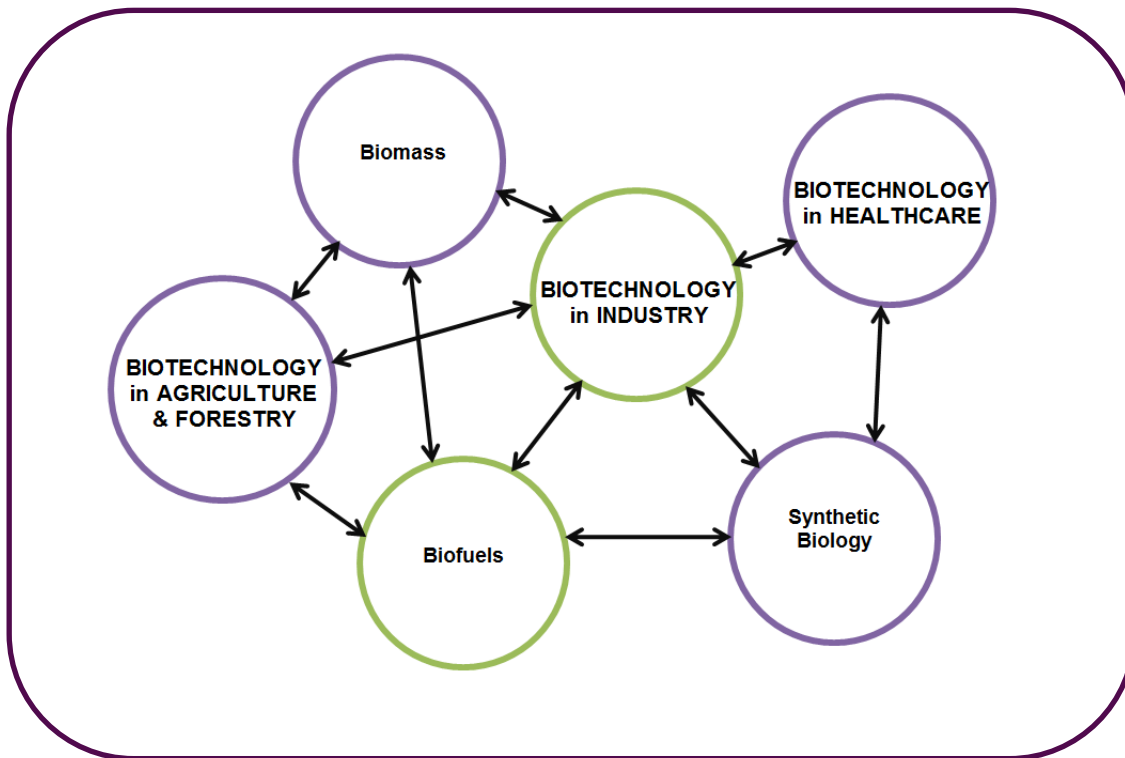 Biomass
BIOTECHNOLOGY
in HEALTHCARE
BIOTECHNOLOGY
in INDUSTRY
BIOTECHNOLOGY
in AGRICULTURE
& FORESTRY
Synthetic
Biology
Biofuels